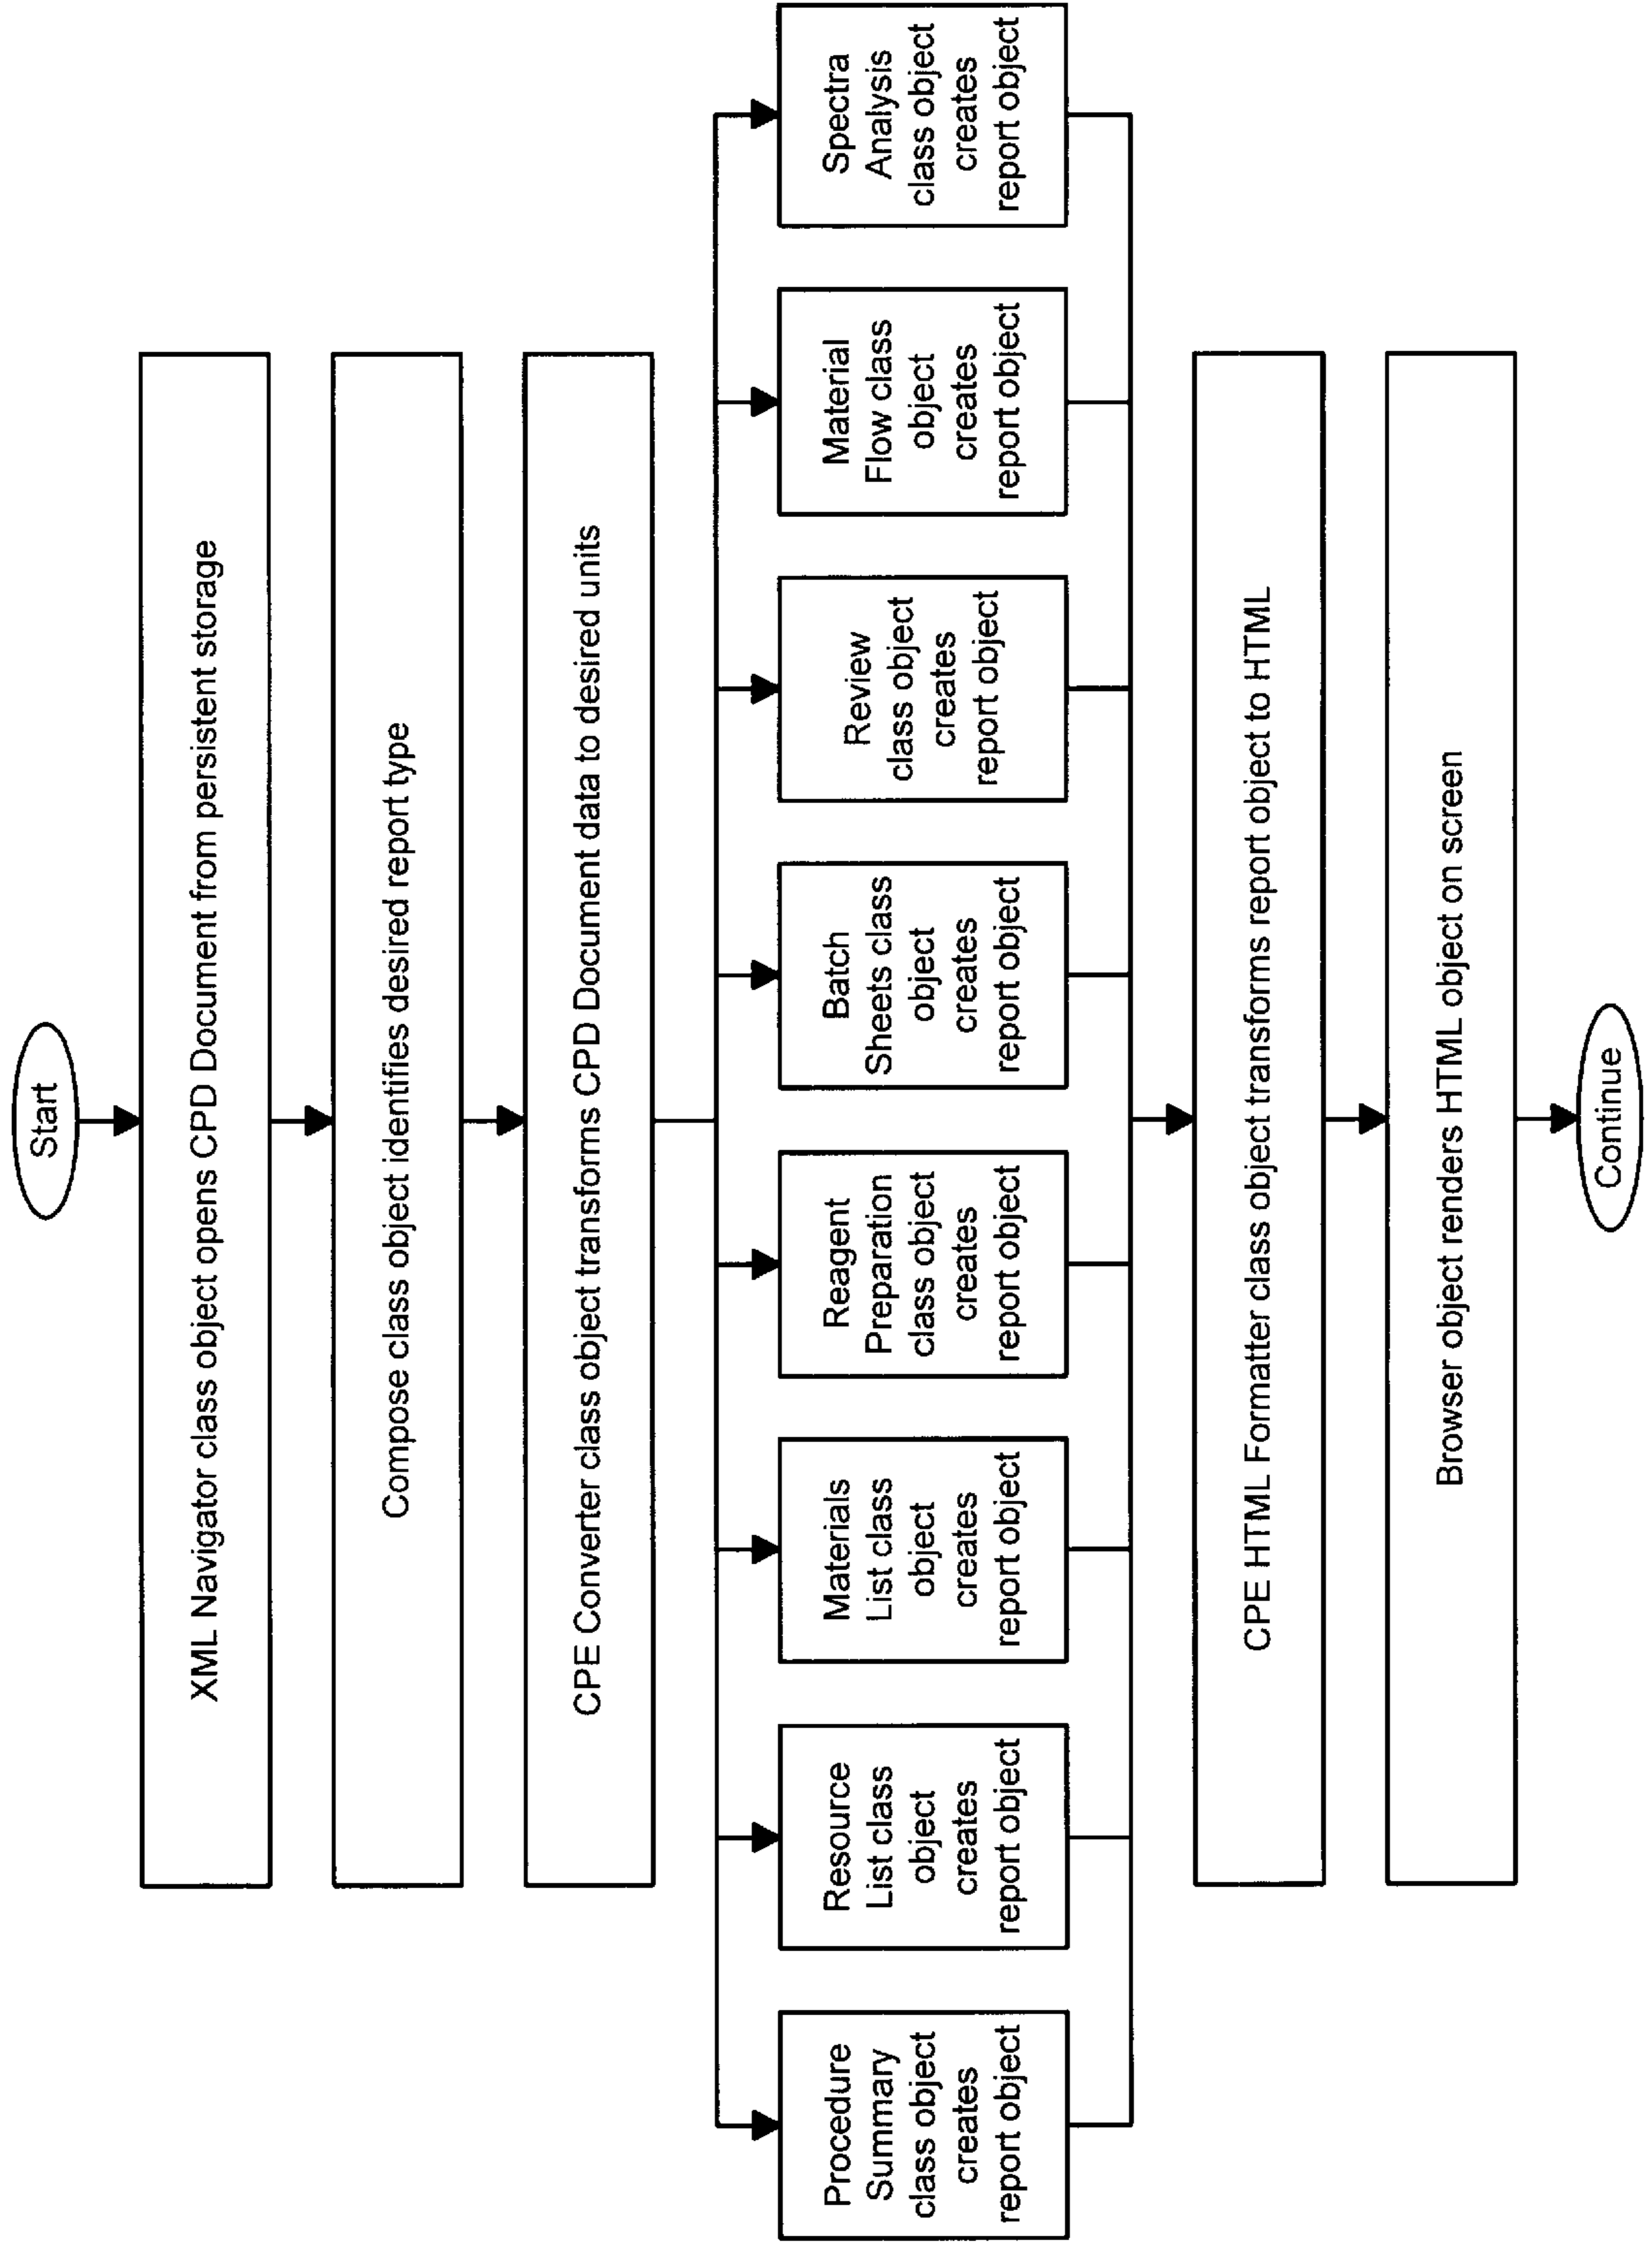 Start
XML Navigator class object opens CPD Document from persistent storage
Compose class object identifies desired report type
CPE Converter class object transforms CPD Document data to desired units
Procedure
Summary
class object
creates
report object
Resource
List class
object
creates
report object
Materials
List class
object
creates
report object
Reagent
Preparation
class object
creates
report object
Batch
Sheets class
object
creates
report object
Review
class object
creates
report object
Material
Flow class
object
creates
report object
Spectra
Analysis
class object
creates
report object
CPE HTML Formatter class object transforms report object to HTML
Browser object renders HTML object on screen
Continue